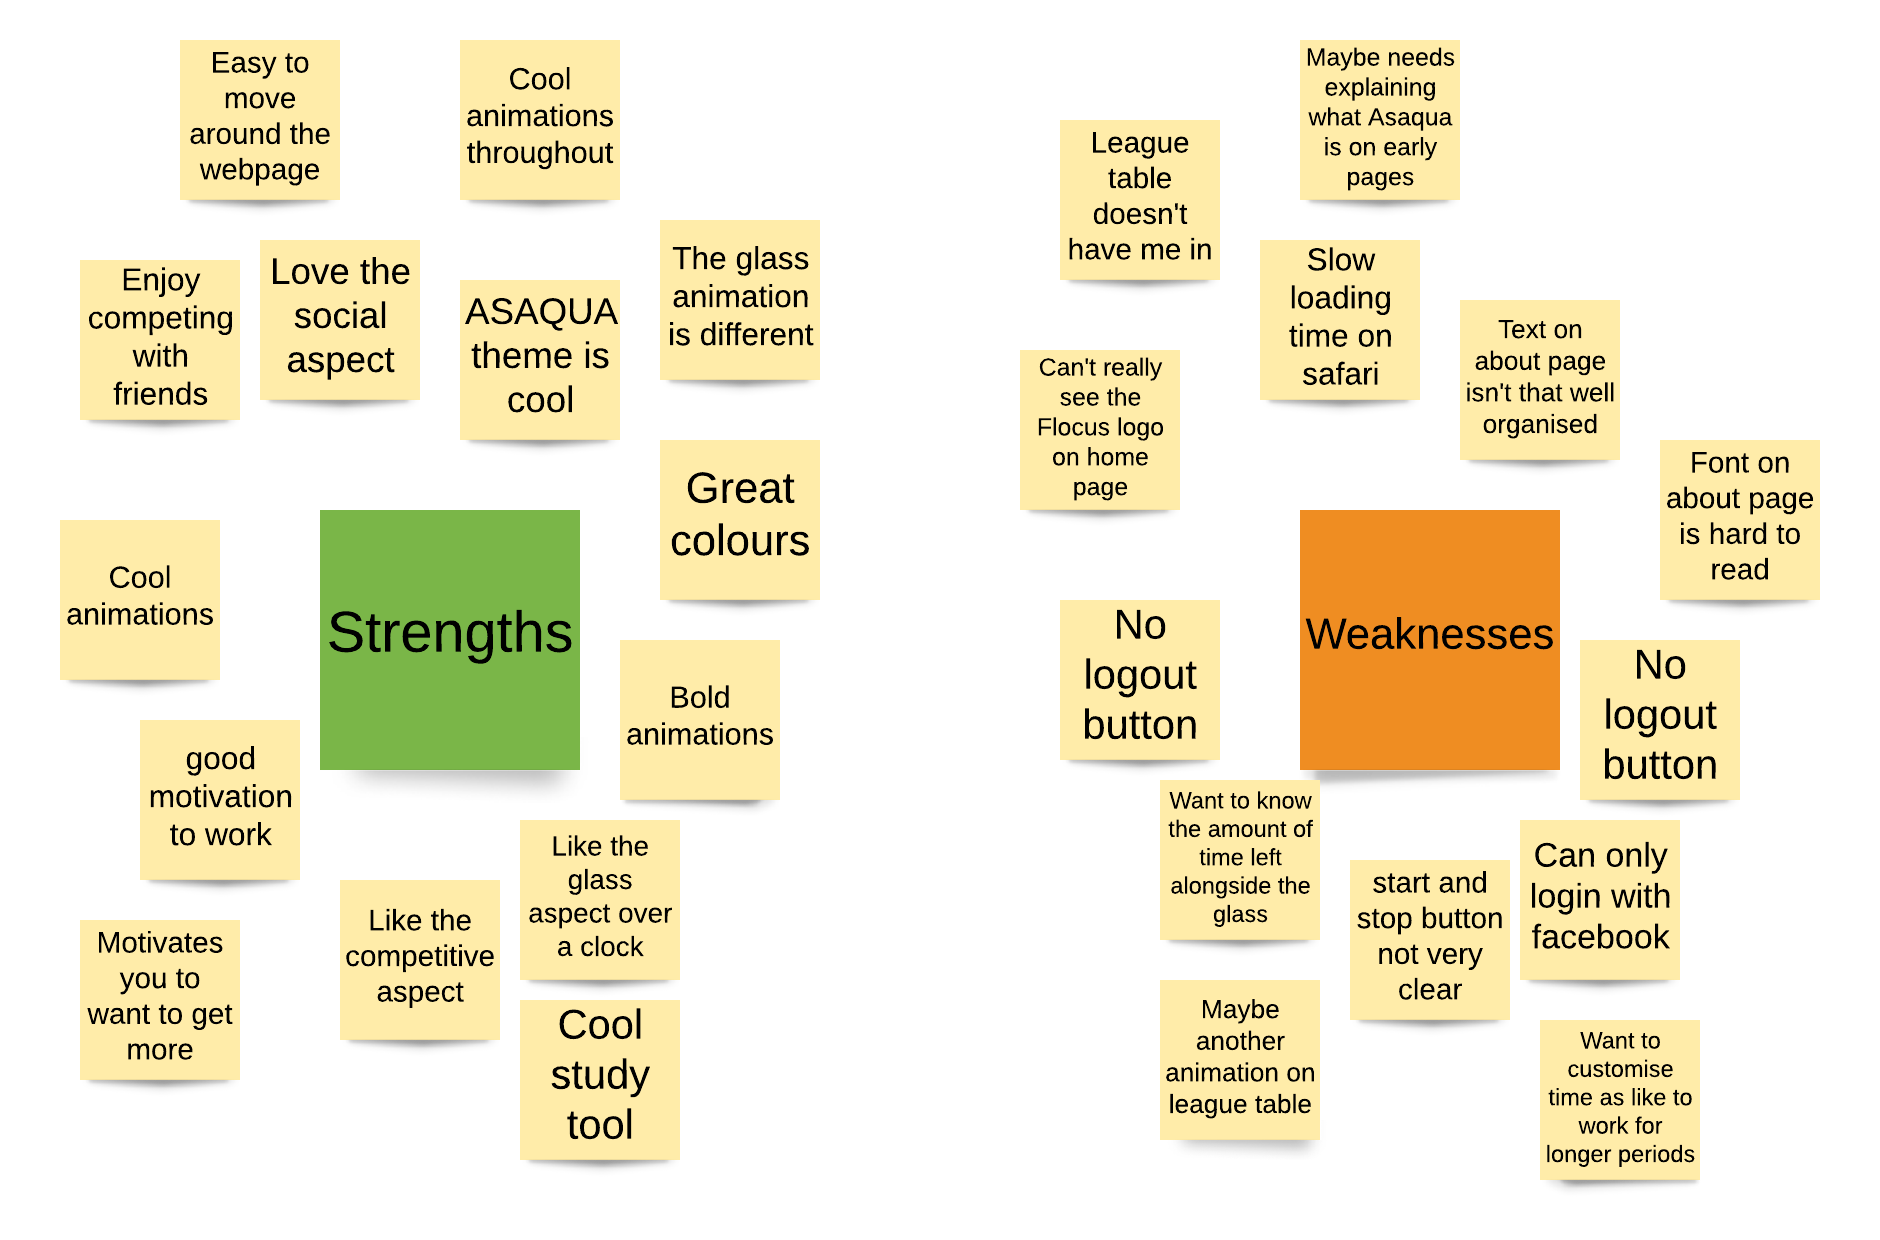 Easy to
move
around the
webpage
Cool
animations
throughout
Enjoy
competing
with
friends
Love the
social
aspect
ASAQUA
theme is
cool
The glass
animation
is different
Great
colours
Cool
animations
Strengths
Bold
animations
good
motivation
to work
Like the
glass
aspect over
a clock
Like the
competitive
aspect
Motivates
you to
want to get
more
Cool
study
tool
Maybe needs
explaining
what Asaqua
is on early
pages
League
table
doesn't
have me in
Slow
loading
time on
safari
Text on
about page
isn't that well
organised
Can't really
see the
Flocus logo
on home
page
Font on
about page
is hard to
read
No
logout
button
Weaknesses
No
logout
button
Want to know
the amount of
time left
alongside the
glass
start and
stop button
not very
clear
Can only
login with
facebook
Maybe
another
animation on
league table
Want to
customise
time as like to
work for
longer periods